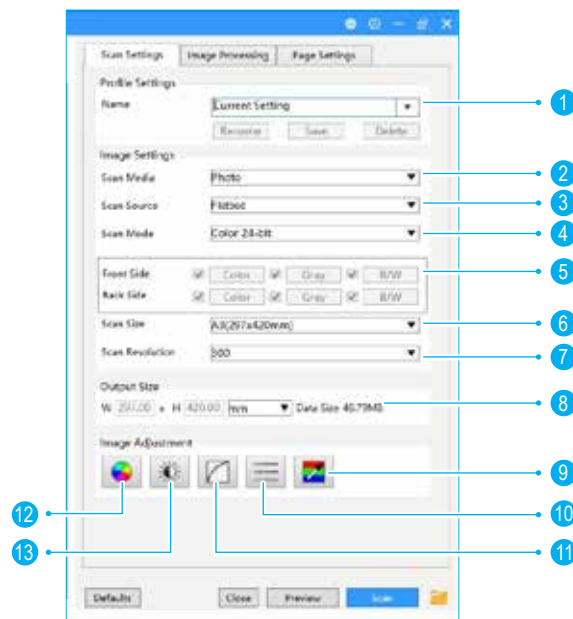 Scan Settings Image Processing Page Settings
Profile Settings
Name Current Setting 1
Rename Save Delete
Image Settings
Scan Media Photo 2
Scan Source Flatbed 3
Scan Mode Color 24-bit 4
Front Side Color Gray B/W 5
Back Side Color Gray B/W
Scan Size A3(297x420mm) 6
Scan Resolution 300 7
Output Size
W 297.00 x H 420.00 mm Data Size 49.79MB 8
Image Adjustment
9
12 10
13 11
Defaults Close Preview Scan